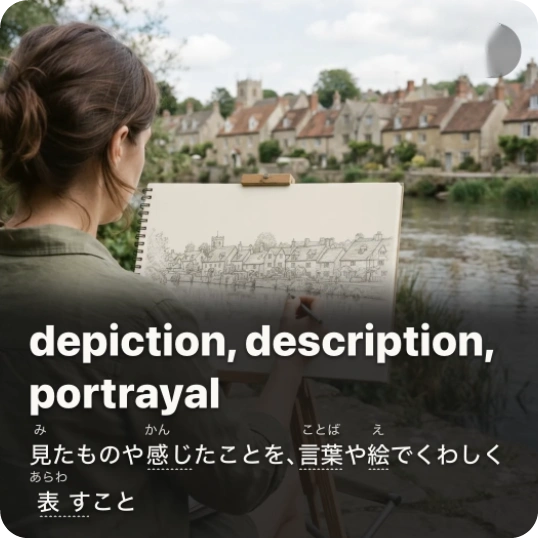 depiction, description,
portrayal
み かん ことば え
見たものや感じたことを、言葉や絵でくわしく
あらわ
表すこと